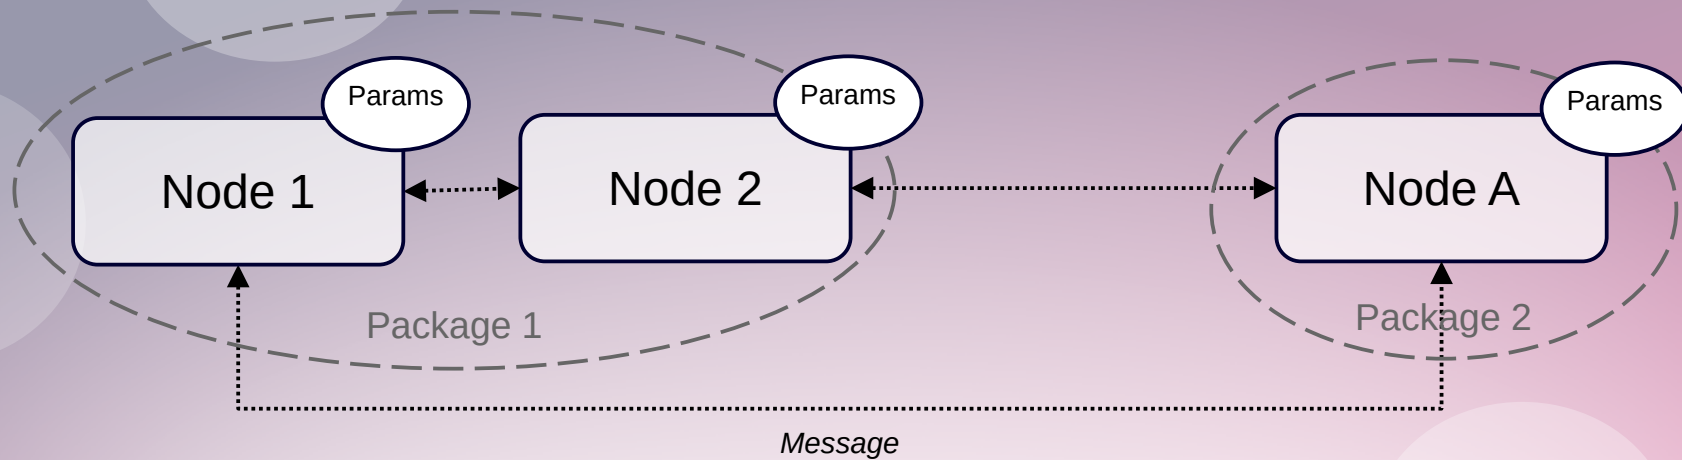 Params
Params
Params
Node 1
Node 2
Node A
Package 1
Package 2
Message